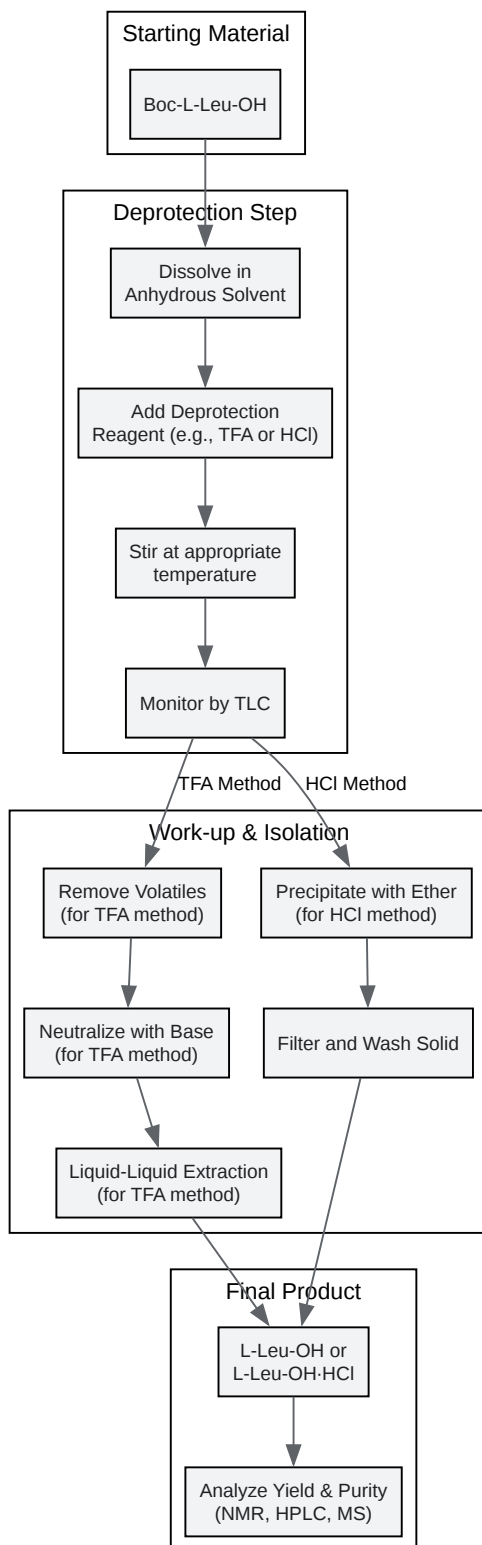 Starting Material
Boc-L-Leu-OH
Deprotection Step
Dissolve in
Anhydrous Solvent
Add Deprotection
Reagent (e.g., TFA or HCl)
Stir at appropriate
temperature
Monitor by TLC
TFA Method
HCl Method
Work-up & Isolation
Remove Volatiles
(for TFA method)
Precipitate with Ether
(for HCl method)
Neutralize with Base
(for TFA method)
Filter and Wash Solid
Liquid-Liquid Extraction
(for TFA method)
Final Product
L-Leu-OH or
L-Leu-OH·HCl
Analyze Yield & Purity
(NMR, HPLC, MS)